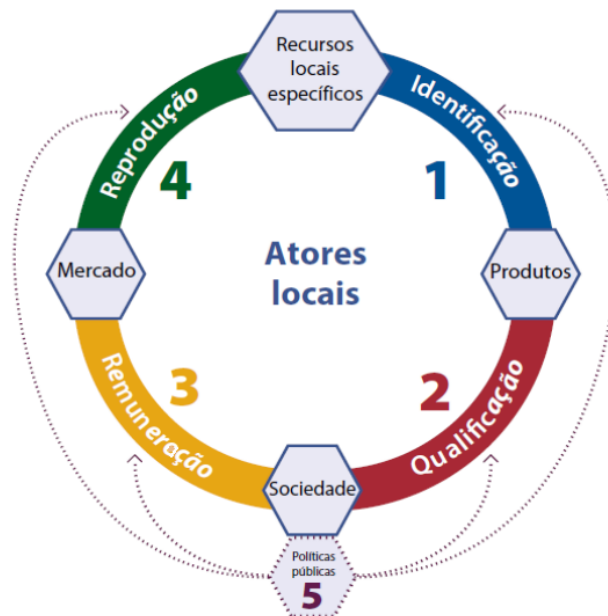 Recursos
locais
específicos
Identificação
1
Produtos
Qualificação
2
Sociedade
Remuneração
3
Mercado
Reprodução
4
Atores
locais
Políticas
públicas
5